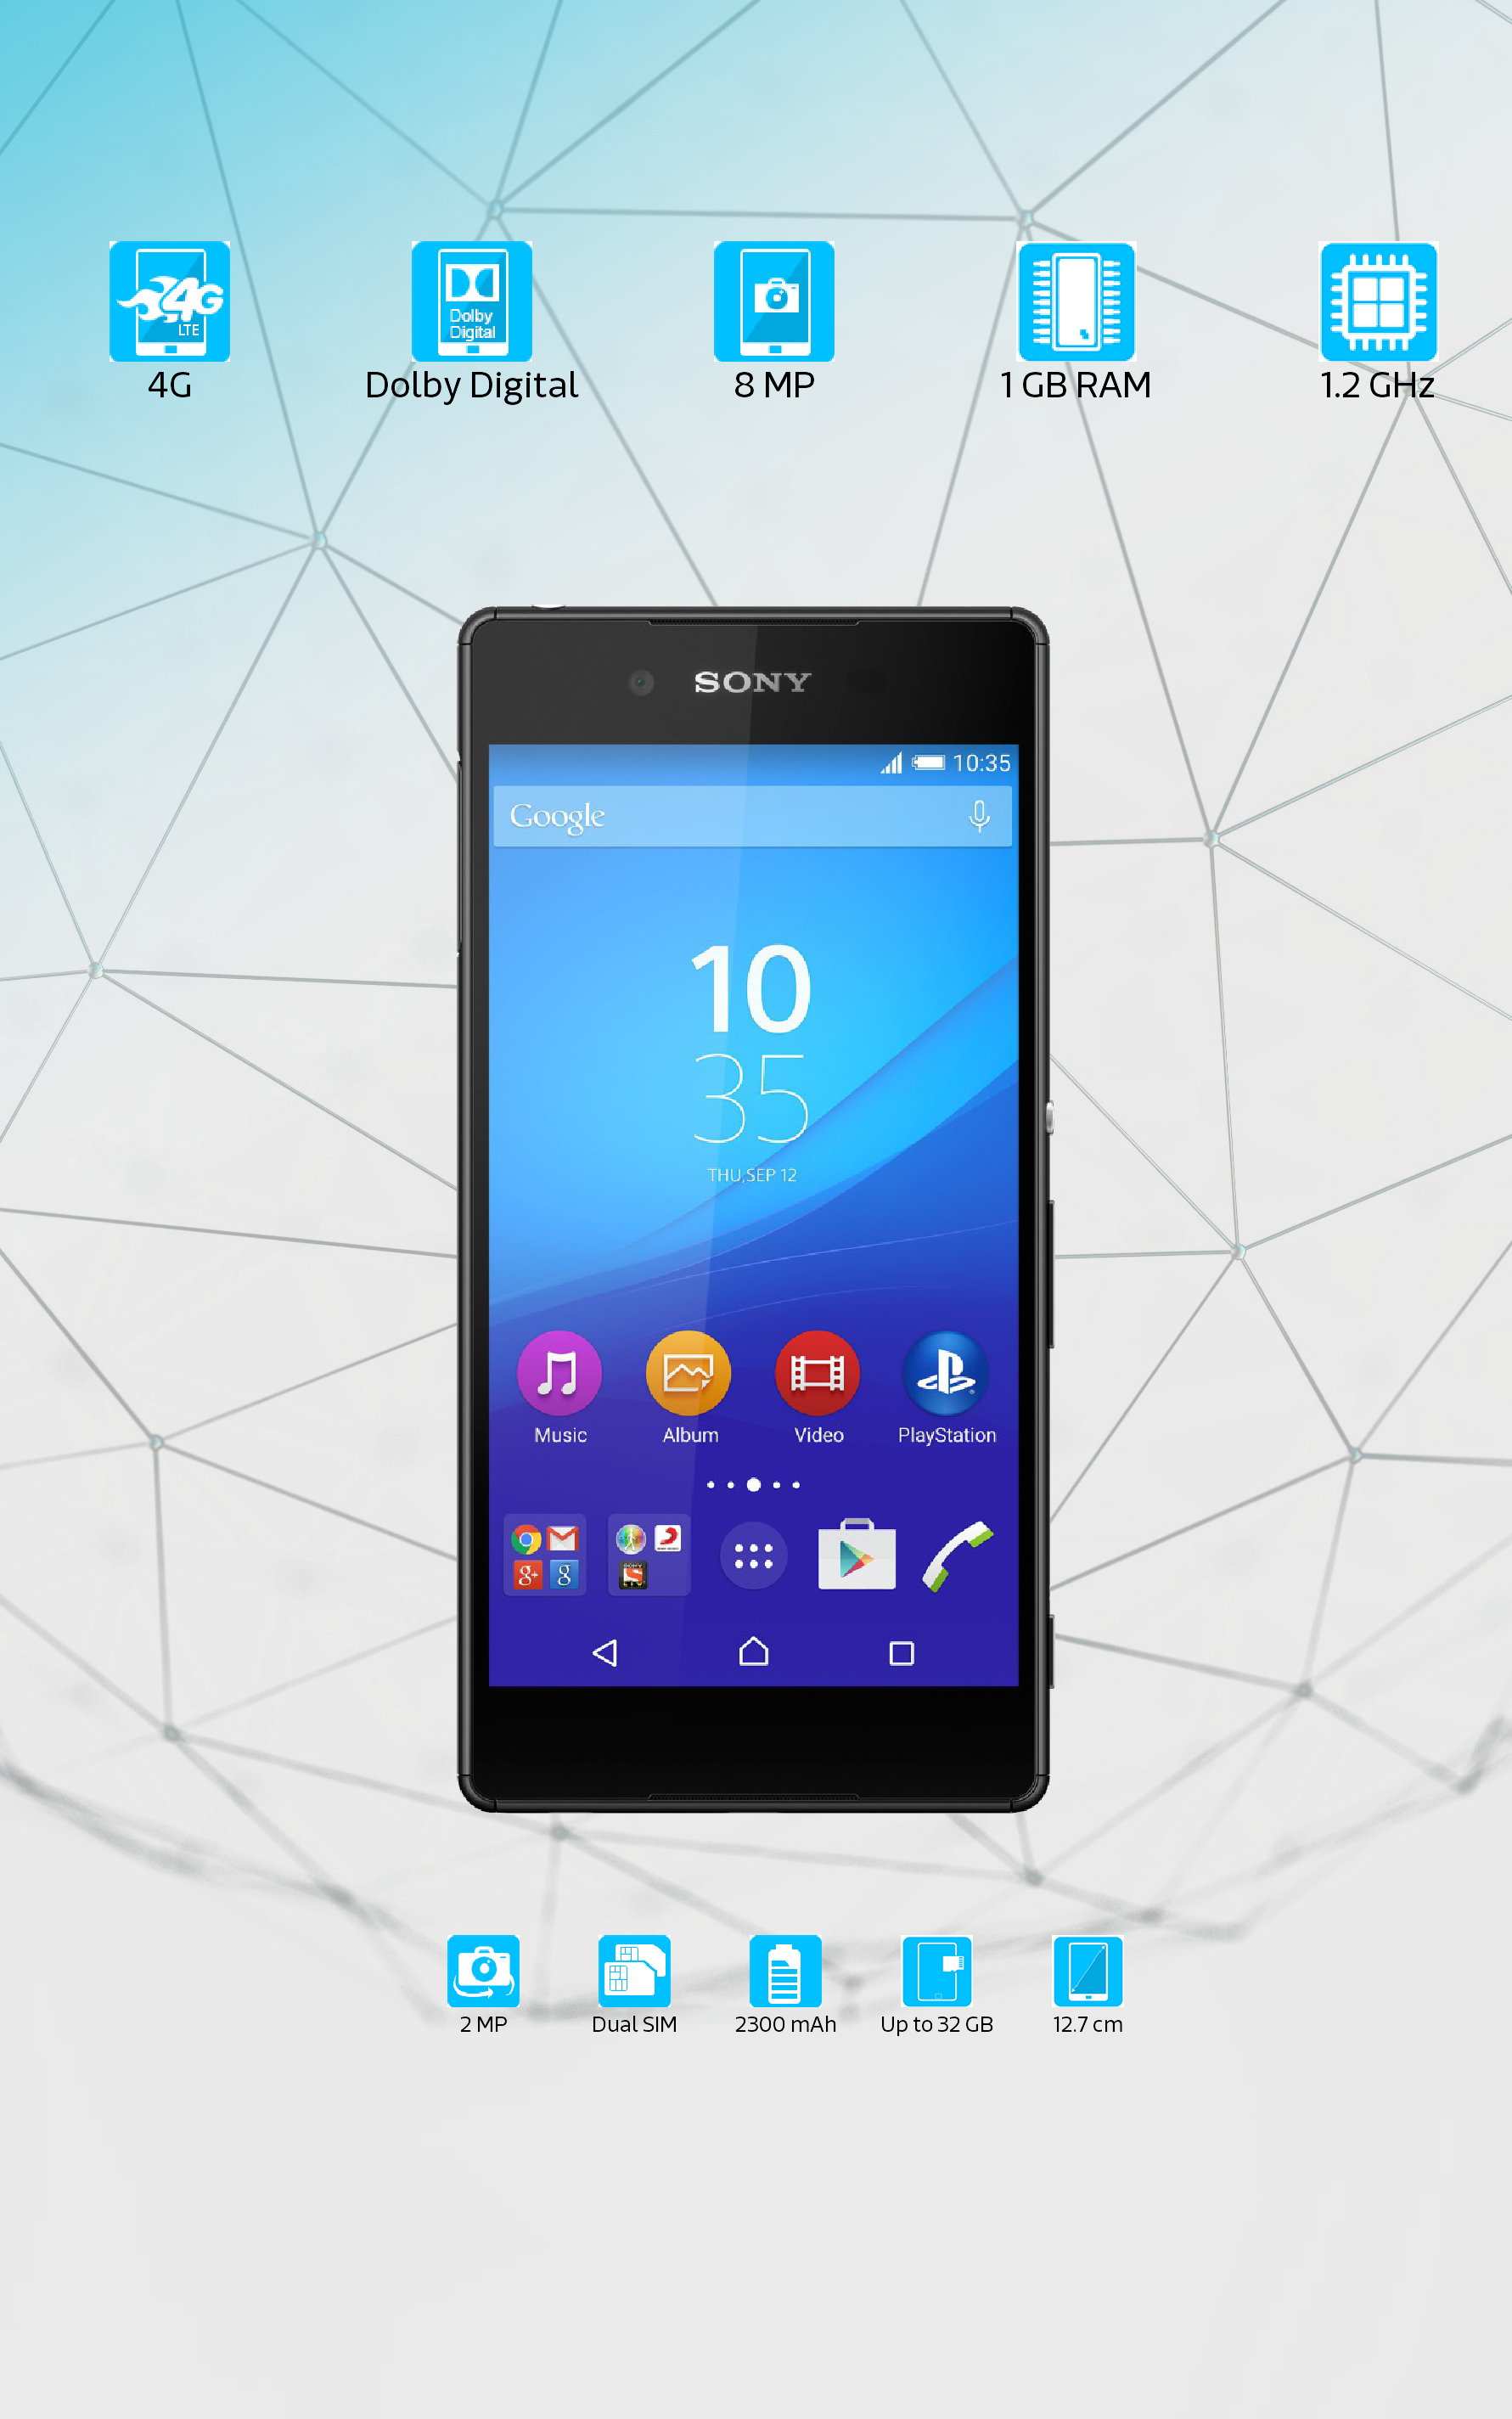 4G
LTE
Dolby
Digital
4G
Dolby Digital
8 MP
1 GB RAM
1.2 GHz
SONY
10:35
Google
10
35
THU,SEP 12
Music
Album
Video
PlayStation
g+
g
SONY
2 MP
Dual SIM
2300 mAh
Up to 32 GB
12.7 cm